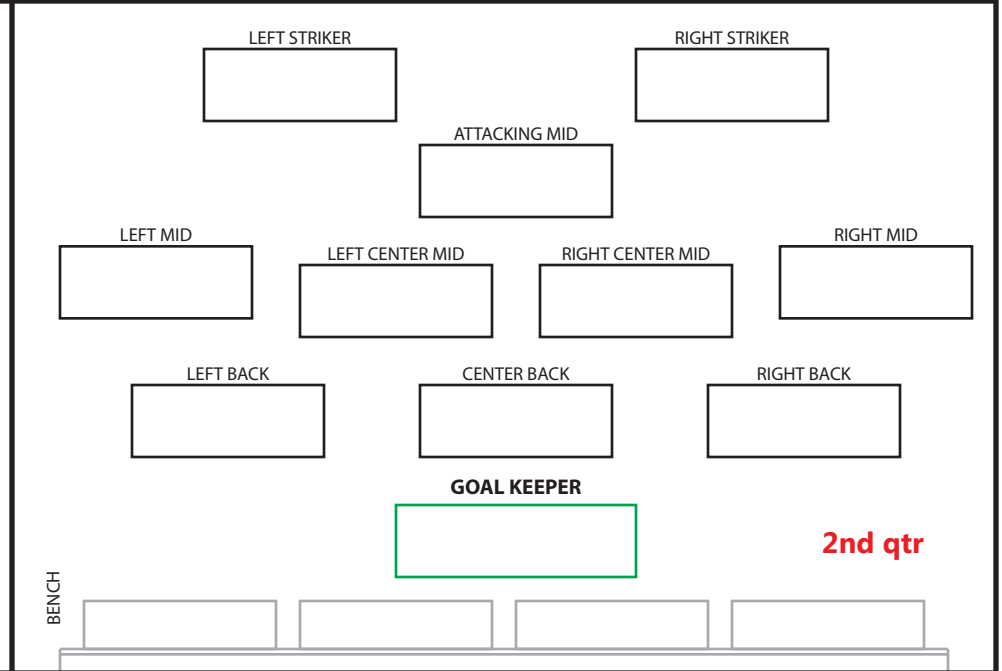 LEFT STRIKER
RIGHT STRIKER
ATTACKING MID
LEFT MID
RIGHT MID
LEFT CENTER MID
RIGHT CENTER MID
LEFT BACK
CENTER BACK
RIGHT BACK
GOAL KEEPER
2nd qtr
BENCH